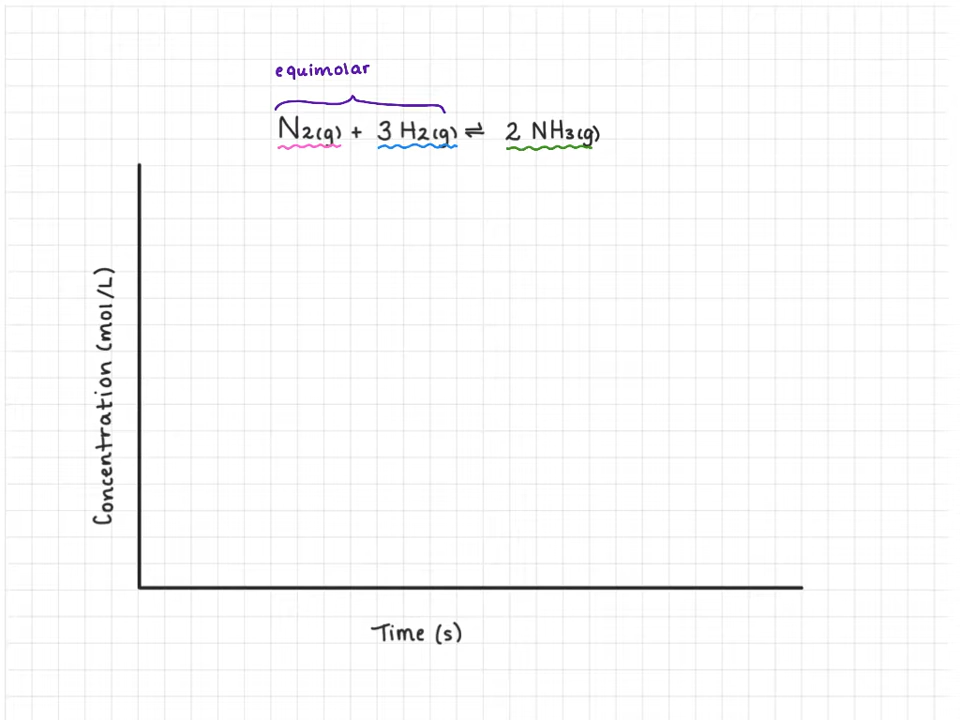 equimolar
N2(g) + 3 H2(g) ⇌ 2 NH3(g)
Concentration (mol/L)
Time (s)